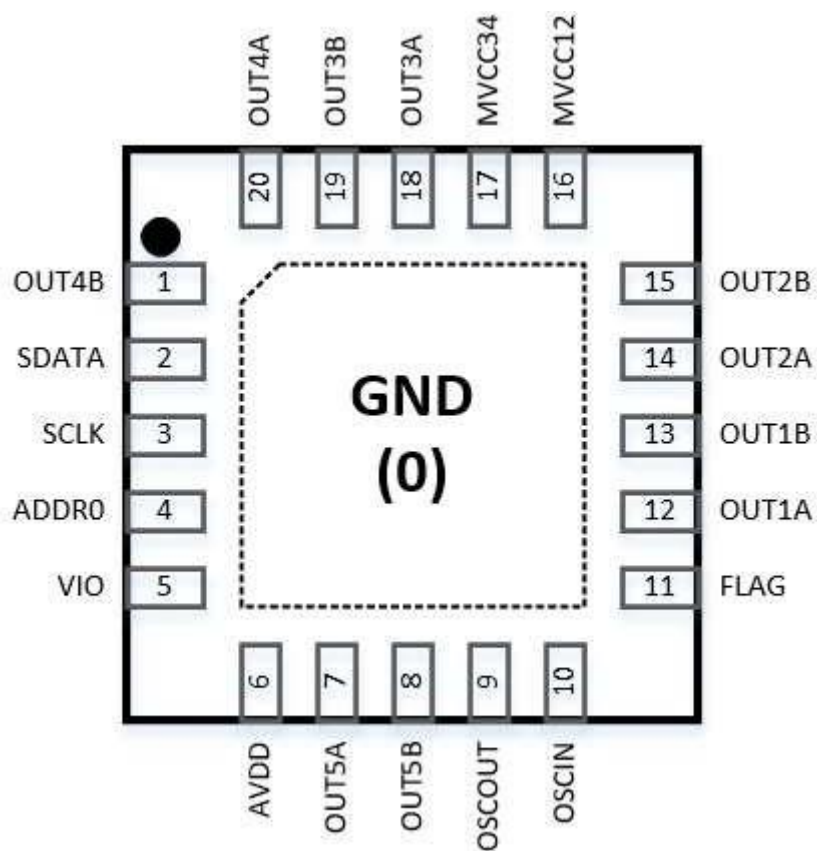 OUT4A
OUT3B
OUT3A
MVCC34
MVCC12
20
19
18
17
16
OUT4B 1
15 OUT2B
SDATA 2
14 OUT2A
GND
SCLK 3
13 OUT1B
(0)
ADDR0 4
12 OUT1A
VIO 5
11 FLAG
6
7
8
9
10
AVDD
OUT5A
OUT5B
OSCOUT
OSCIN